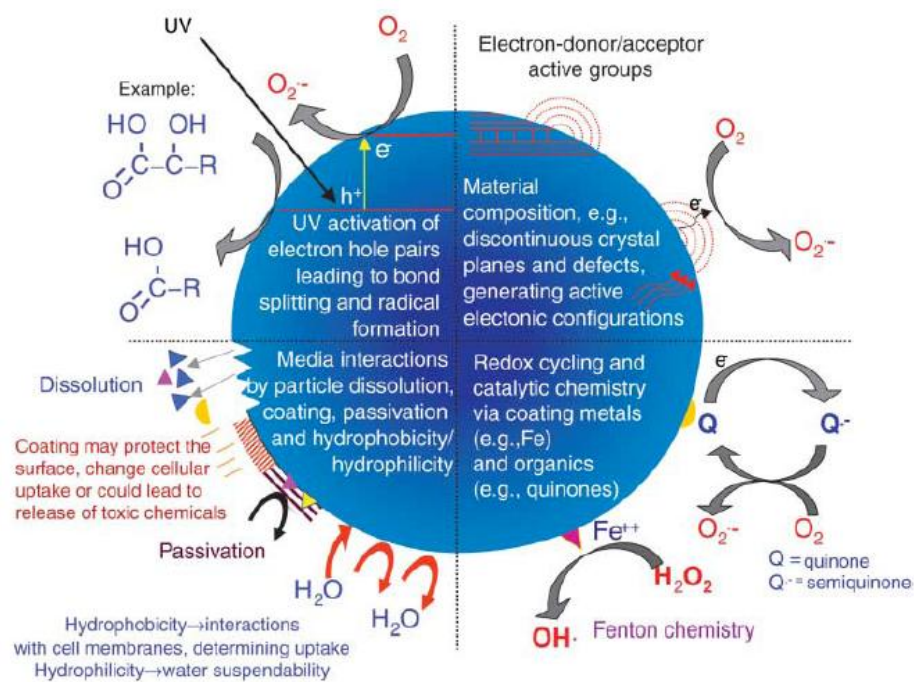 UV
O₂
O₂·-
Example:
HO OH
O C-C-R
HO
O C-R
e-
h+
UV activation of
electron hole pairs
leading to bond
splitting and radical
formation
Electron-donor/acceptor
active groups
O₂
e-
O₂·-
Material
composition, e.g.,
discontinuous crystal
planes and defects,
generating active
electonic configurations
Dissolution
Media interactions
by particle dissolution,
coating, passivation
and hydrophobicity/
hydrophilicity
Coating may protect the
surface, change cellular
uptake or could lead to
release of toxic chemicals
Passivation
H₂O
H₂O
Hydrophobicity→interactions
with cell membranes, determining uptake
Hydrophilicity→water suspendability
Redox cycling and
catalytic chemistry
via coating metals
(e.g.,Fe)
and organics
(e.g., quinones)
e-
Q Q·-
O₂·- O₂
Q = quinone
Q·- = semiquinone
Fe++
H₂O₂
OH·
Fenton chemistry